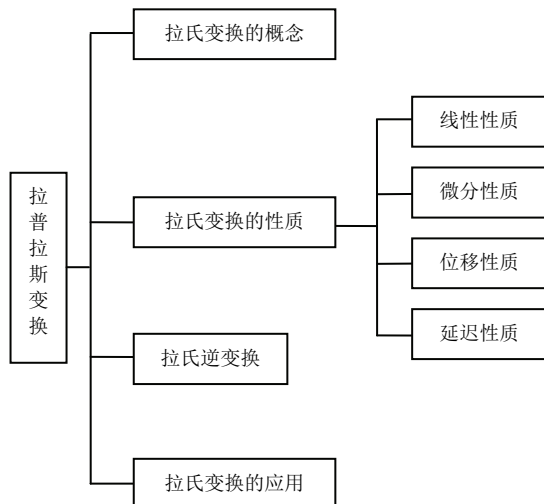 拉普拉斯变换
拉氏变换的概念
拉氏变换的性质
线性性质
微分性质
位移性质
延迟性质
拉氏逆变换
拉氏变换的应用